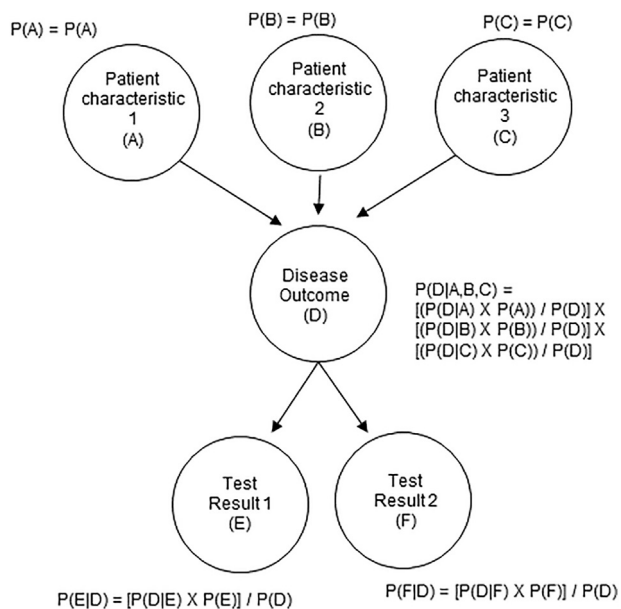 P(A) = P(A)
P(B) = P(B)
P(C) = P(C)
Patient
characteristic
1
(A)
Patient
characteristic
2
(B)
Patient
characteristic
3
(C)
Disease
Outcome
(D)
P(D|A,B,C) =
[(P(D|A) X P(A)) / P(D)] X
[(P(D|B) X P(B)) / P(D)] X
[(P(D|C) X P(C)) / P(D)]
Test
Result 1
(E)
Test
Result 2
(F)
P(E|D) = [P(D|E) X P(E)] / P(D)
P(F|D) = [P(D|F) X P(F)] / P(D)